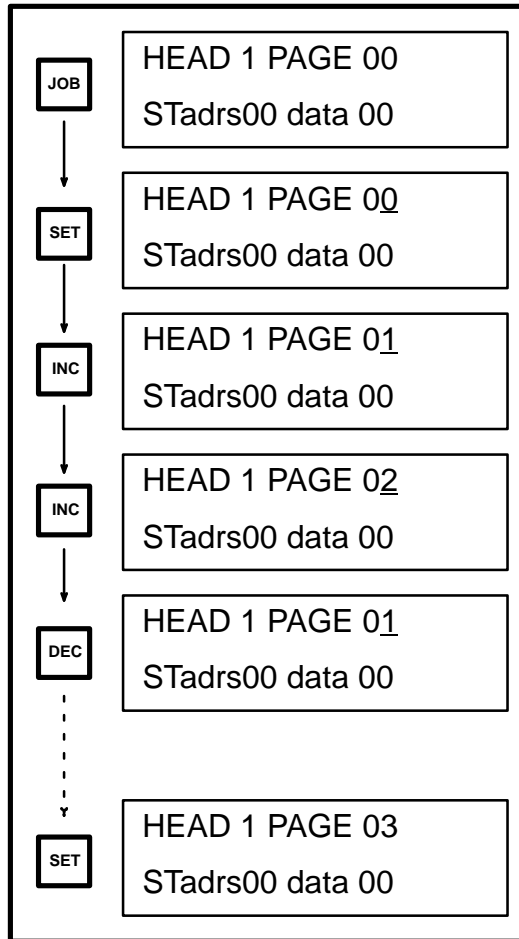 JOB
HEAD 1 PAGE 00
STadrs00 data 00
SET
HEAD 1 PAGE 00
STadrs00 data 00
INC
HEAD 1 PAGE 01
STadrs00 data 00
INC
HEAD 1 PAGE 02
STadrs00 data 00
DEC
HEAD 1 PAGE 01
STadrs00 data 00
SET
HEAD 1 PAGE 03
STadrs00 data 00